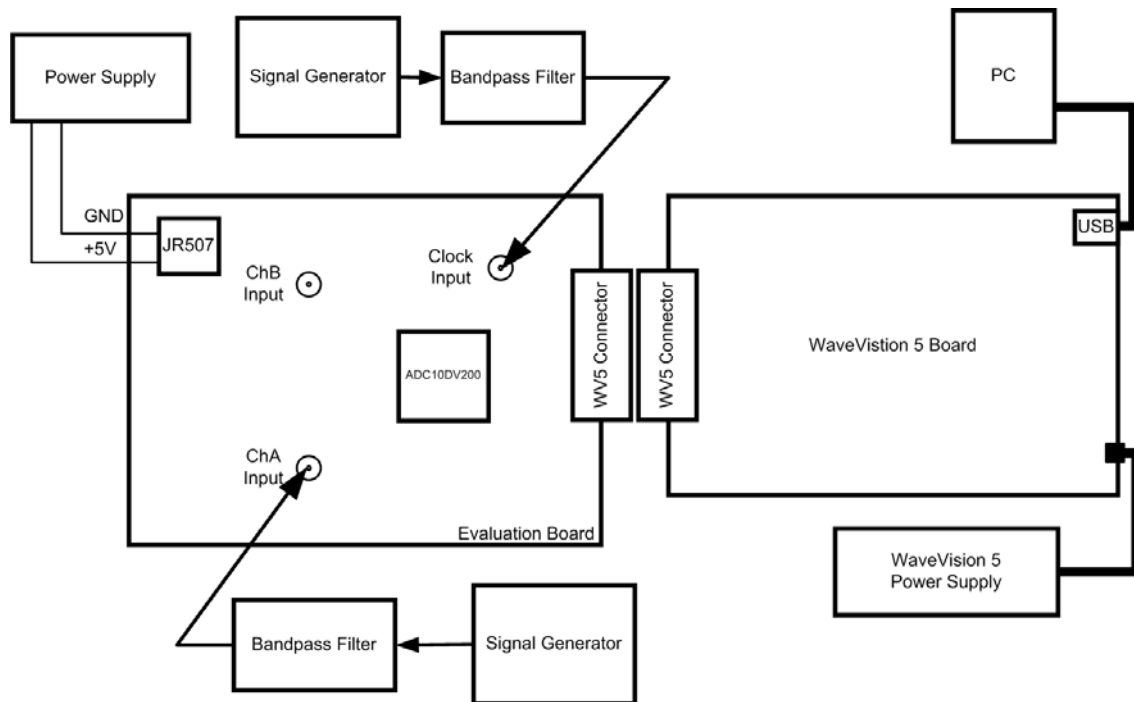 Power Supply
Signal Generator
Bandpass Filter
PC
GND
+5V
JR507
ChB
Input
Clock
Input
USB
WV5 Connector
WV5 Connector
WaveVistion 5 Board
ADC10DV200
ChA
Input
Evaluation Board
WaveVision 5
Power Supply
Bandpass Filter
Signal Generator